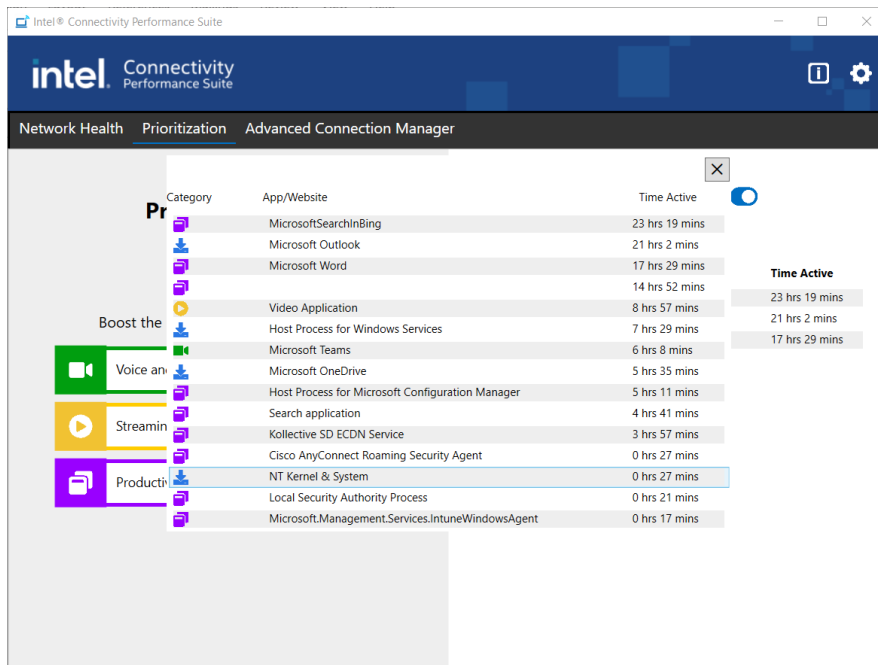 Intel® Connectivity Performance Suite
intel. Connectivity
Performance Suite
Network Health Prioritization Advanced Connection Manager
Category App/Website Time Active
MicrosoftSearchInBing 23 hrs 19 mins
Microsoft Outlook 21 hrs 2 mins
Microsoft Word 17 hrs 29 mins
14 hrs 52 mins
Video Application 8 hrs 57 mins
Host Process for Windows Services 7 hrs 29 mins
Microsoft Teams 6 hrs 8 mins
Microsoft OneDrive 5 hrs 35 mins
Host Process for Microsoft Configuration Manager 5 hrs 11 mins
Search application 4 hrs 41 mins
Kollective SD ECDN Service 3 hrs 57 mins
Cisco AnyConnect Roaming Security Agent 0 hrs 27 mins
NT Kernel & System 0 hrs 27 mins
Local Security Authority Process 0 hrs 21 mins
Microsoft.Management.Services.IntuneWindowsAgent 0 hrs 17 mins
Pr
Boost the
Voice an
Streamin
Producti
Time Active
23 hrs 19 mins
21 hrs 2 mins
17 hrs 29 mins